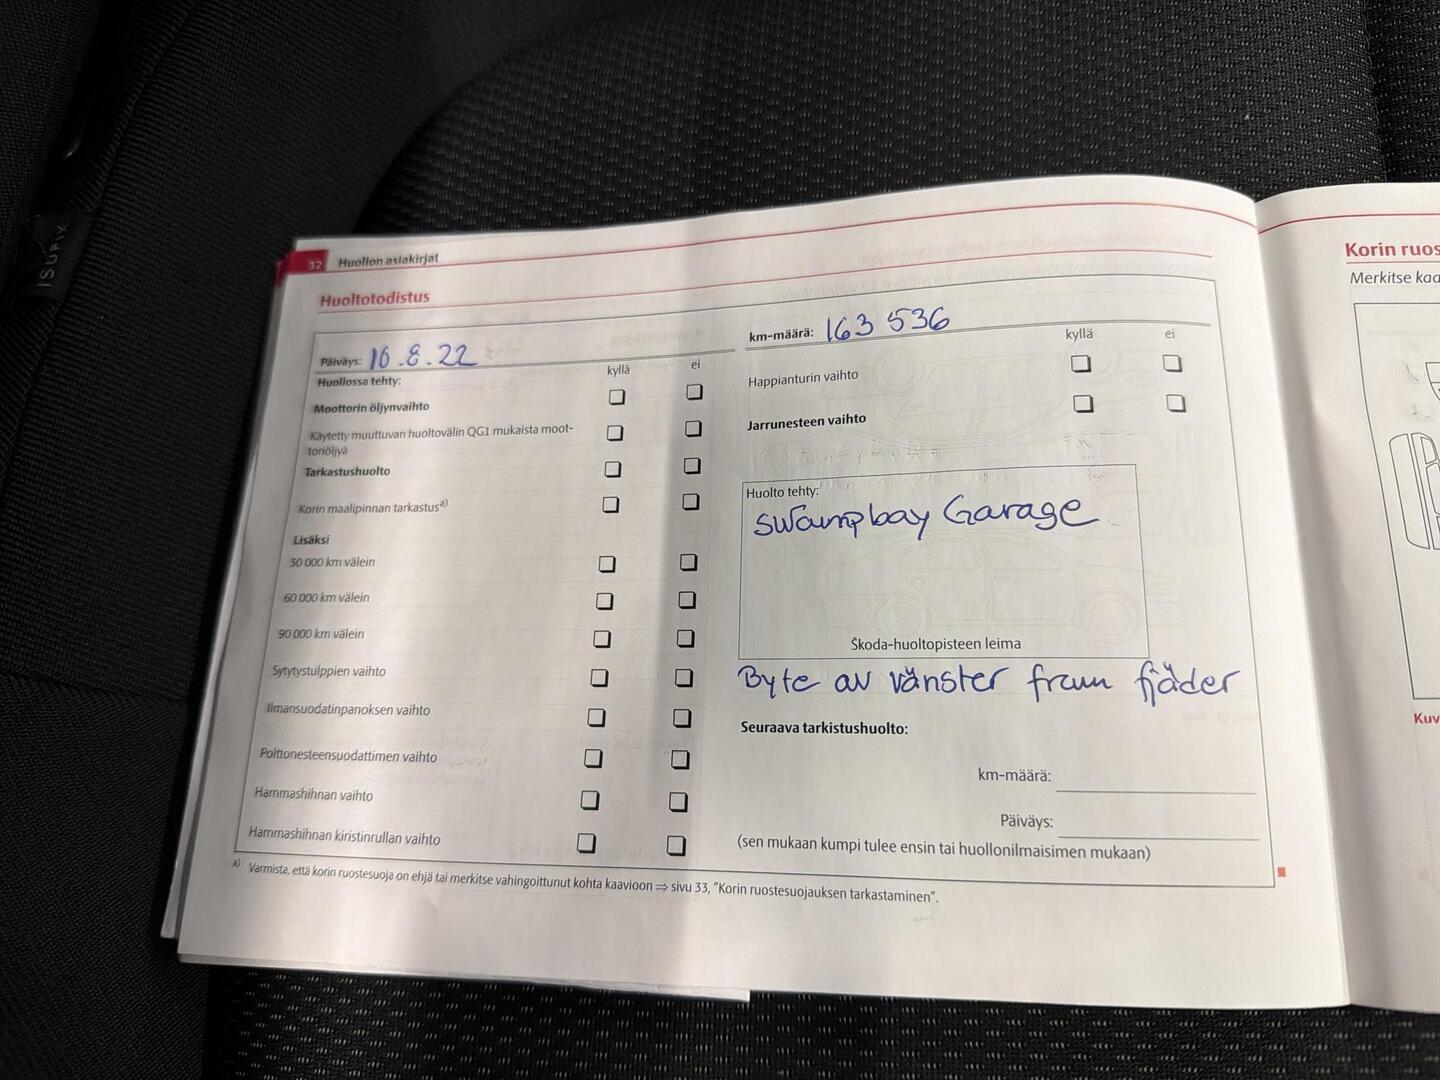 ISOFIX
32 Huollon asiakirjat
Huoltotodistus
Päiväys: 16.8.22
Huollossa tehty:
kyllä ei
Moottorin öljynvaihto
Käytetty muuttuvan huoltovälin QG1 mukaista moot-
toriöljyä
Tarkastushuolto
Korin maalipinnan tarkastus a)
Lisäksi
30 000 km välein
60 000 km välein
90 000 km välein
Sytytystulppien vaihto
Ilmansuodatinpanoksen vaihto
Polttonesteensuodattimen vaihto
Hammashihnan vaihto
Hammashihnan kiristinrullan vaihto
km-määrä: 163 536
kyllä ei
Happianturin vaihto
Jarrunesteen vaihto
Huolto tehty:
Swampbay Garage
Škoda-huoltopisteen leima
Byte av vänster fram fjäder
Seuraava tarkistushuolto:
km-määrä:
Päiväys:
(sen mukaan kumpi tulee ensin tai huollonilmaisimen mukaan)
a) Varmista, että korin ruostesuoja on ehjä tai merkitse vahingoittunut kohta kaavioon ⇒ sivu 33, "Korin ruostesuojauksen tarkastaminen".
Korin ruos
Merkitse kaa
Kuv